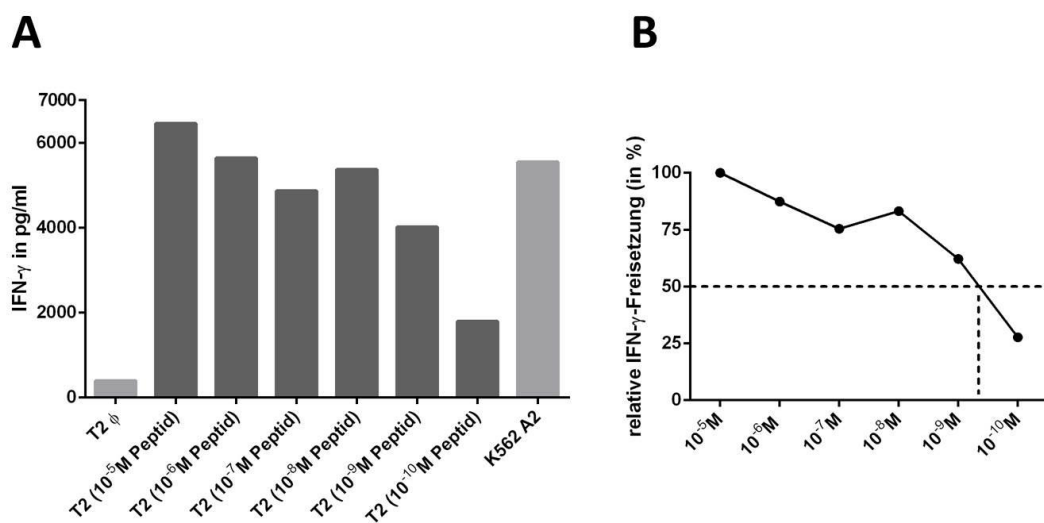 A
IFN-γ in pg/ml
7000
6000
4000
2000
0
T2 ϕ
T2 (10⁻⁵M Peptid)
T2 (10⁻⁶M Peptid)
T2 (10⁻⁷M Peptid)
T2 (10⁻⁸M Peptid)
T2 (10⁻⁹M Peptid)
T2 (10⁻¹⁰M Peptid)
K562 A2
B
relative IFN-γ-Freisetzung (in %)
100
75
50
25
0
10⁻⁵M
10⁻⁶M
10⁻⁷M
10⁻⁸M
10⁻⁹M
10⁻¹⁰M